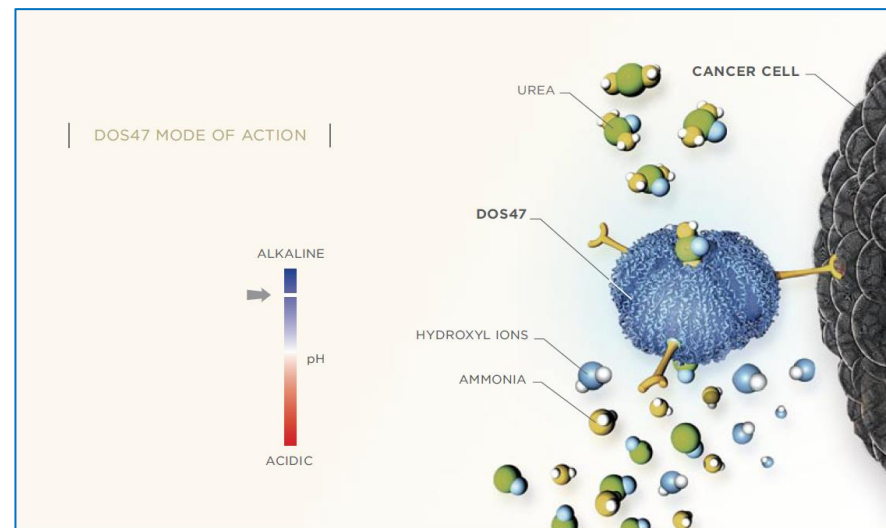 CANCER CELL
UREA
DOS47 MODE OF ACTION
DOS47
ALKALINE
HYDROXYL IONS
pH
AMMONIA
ACIDIC